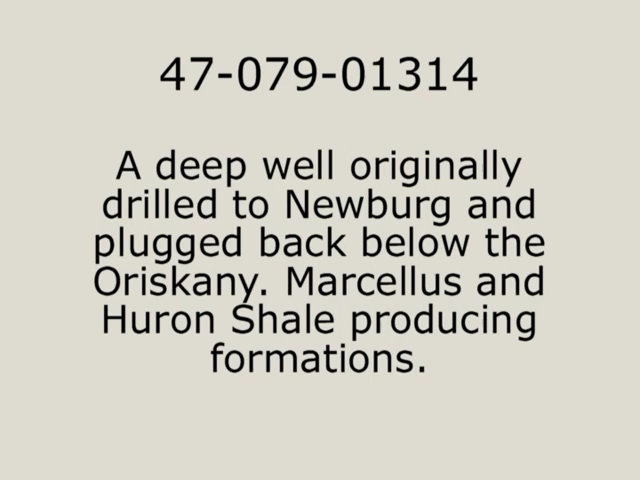 47-079-01314
A deep well originally
drilled to Newburg and
plugged back below the
Oriskany. Marcellus and
Huron Shale producing
formations.